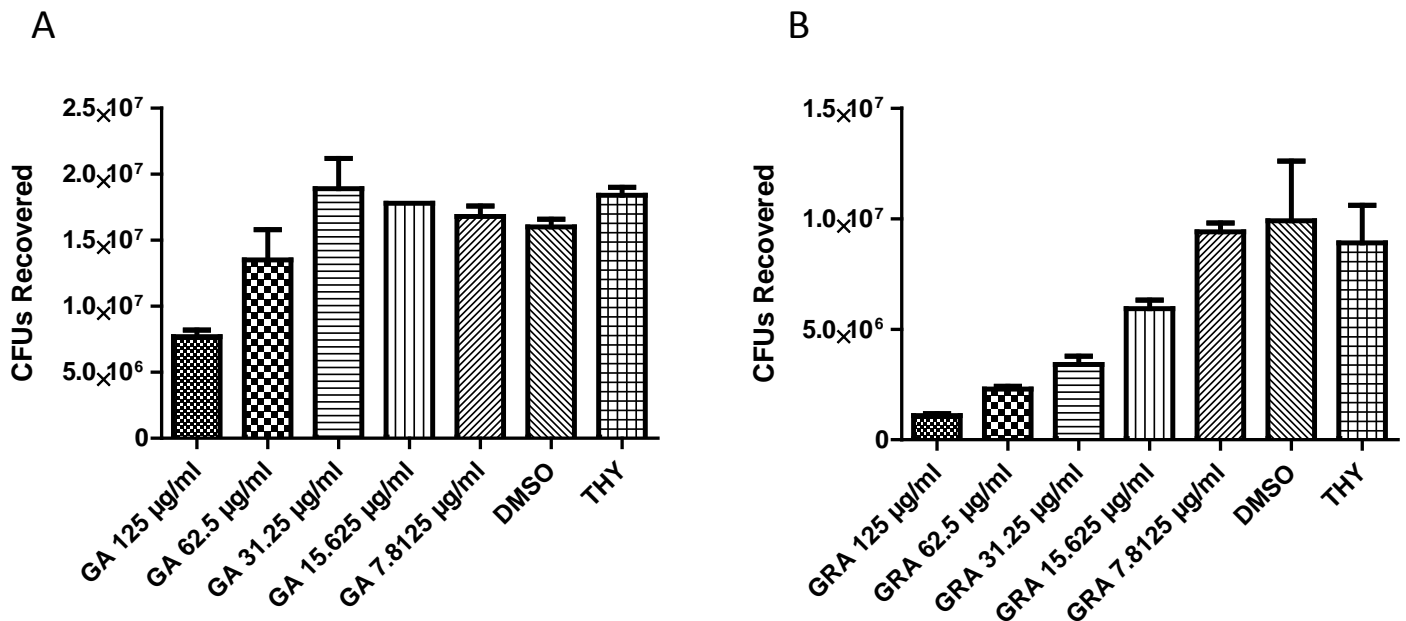 A
CFUs Recovered
2.5×10⁷
2.0×10⁷
1.5×10⁷
1.0×10⁷
5.0×10⁶
0
GA 125 µg/ml
GA 62.5 µg/ml
GA 31.25 µg/ml
GA 15.625 µg/ml
GA 7.8125 µg/ml
DMSO
THY
B
CFUs Recovered
1.5×10⁷
1.0×10⁷
5.0×10⁶
0
GRA 125 µg/ml
GRA 62.5 µg/ml
GRA 31.25 µg/ml
GRA 15.625 µg/ml
GRA 7.8125 µg/ml
DMSO
THY